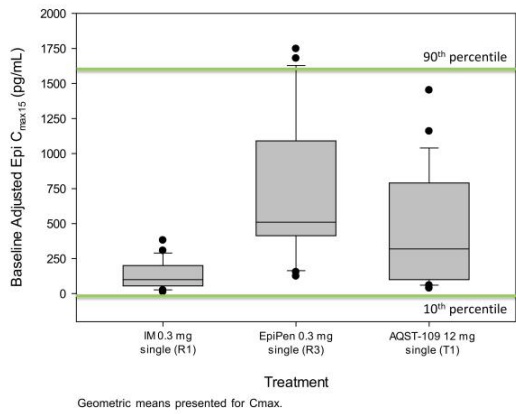 2000
1750
90th percentile
1500
1250
1000
750
500
250
0
10th percentile
Baseline Adjusted Epi Cmax15 (pg/mL)
IM 0.3 mg
single (R1)
EpiPen 0.3 mg
single (R3)
AQST-109 12 mg
single (T1)
Treatment
Geometric means presented for Cmax.